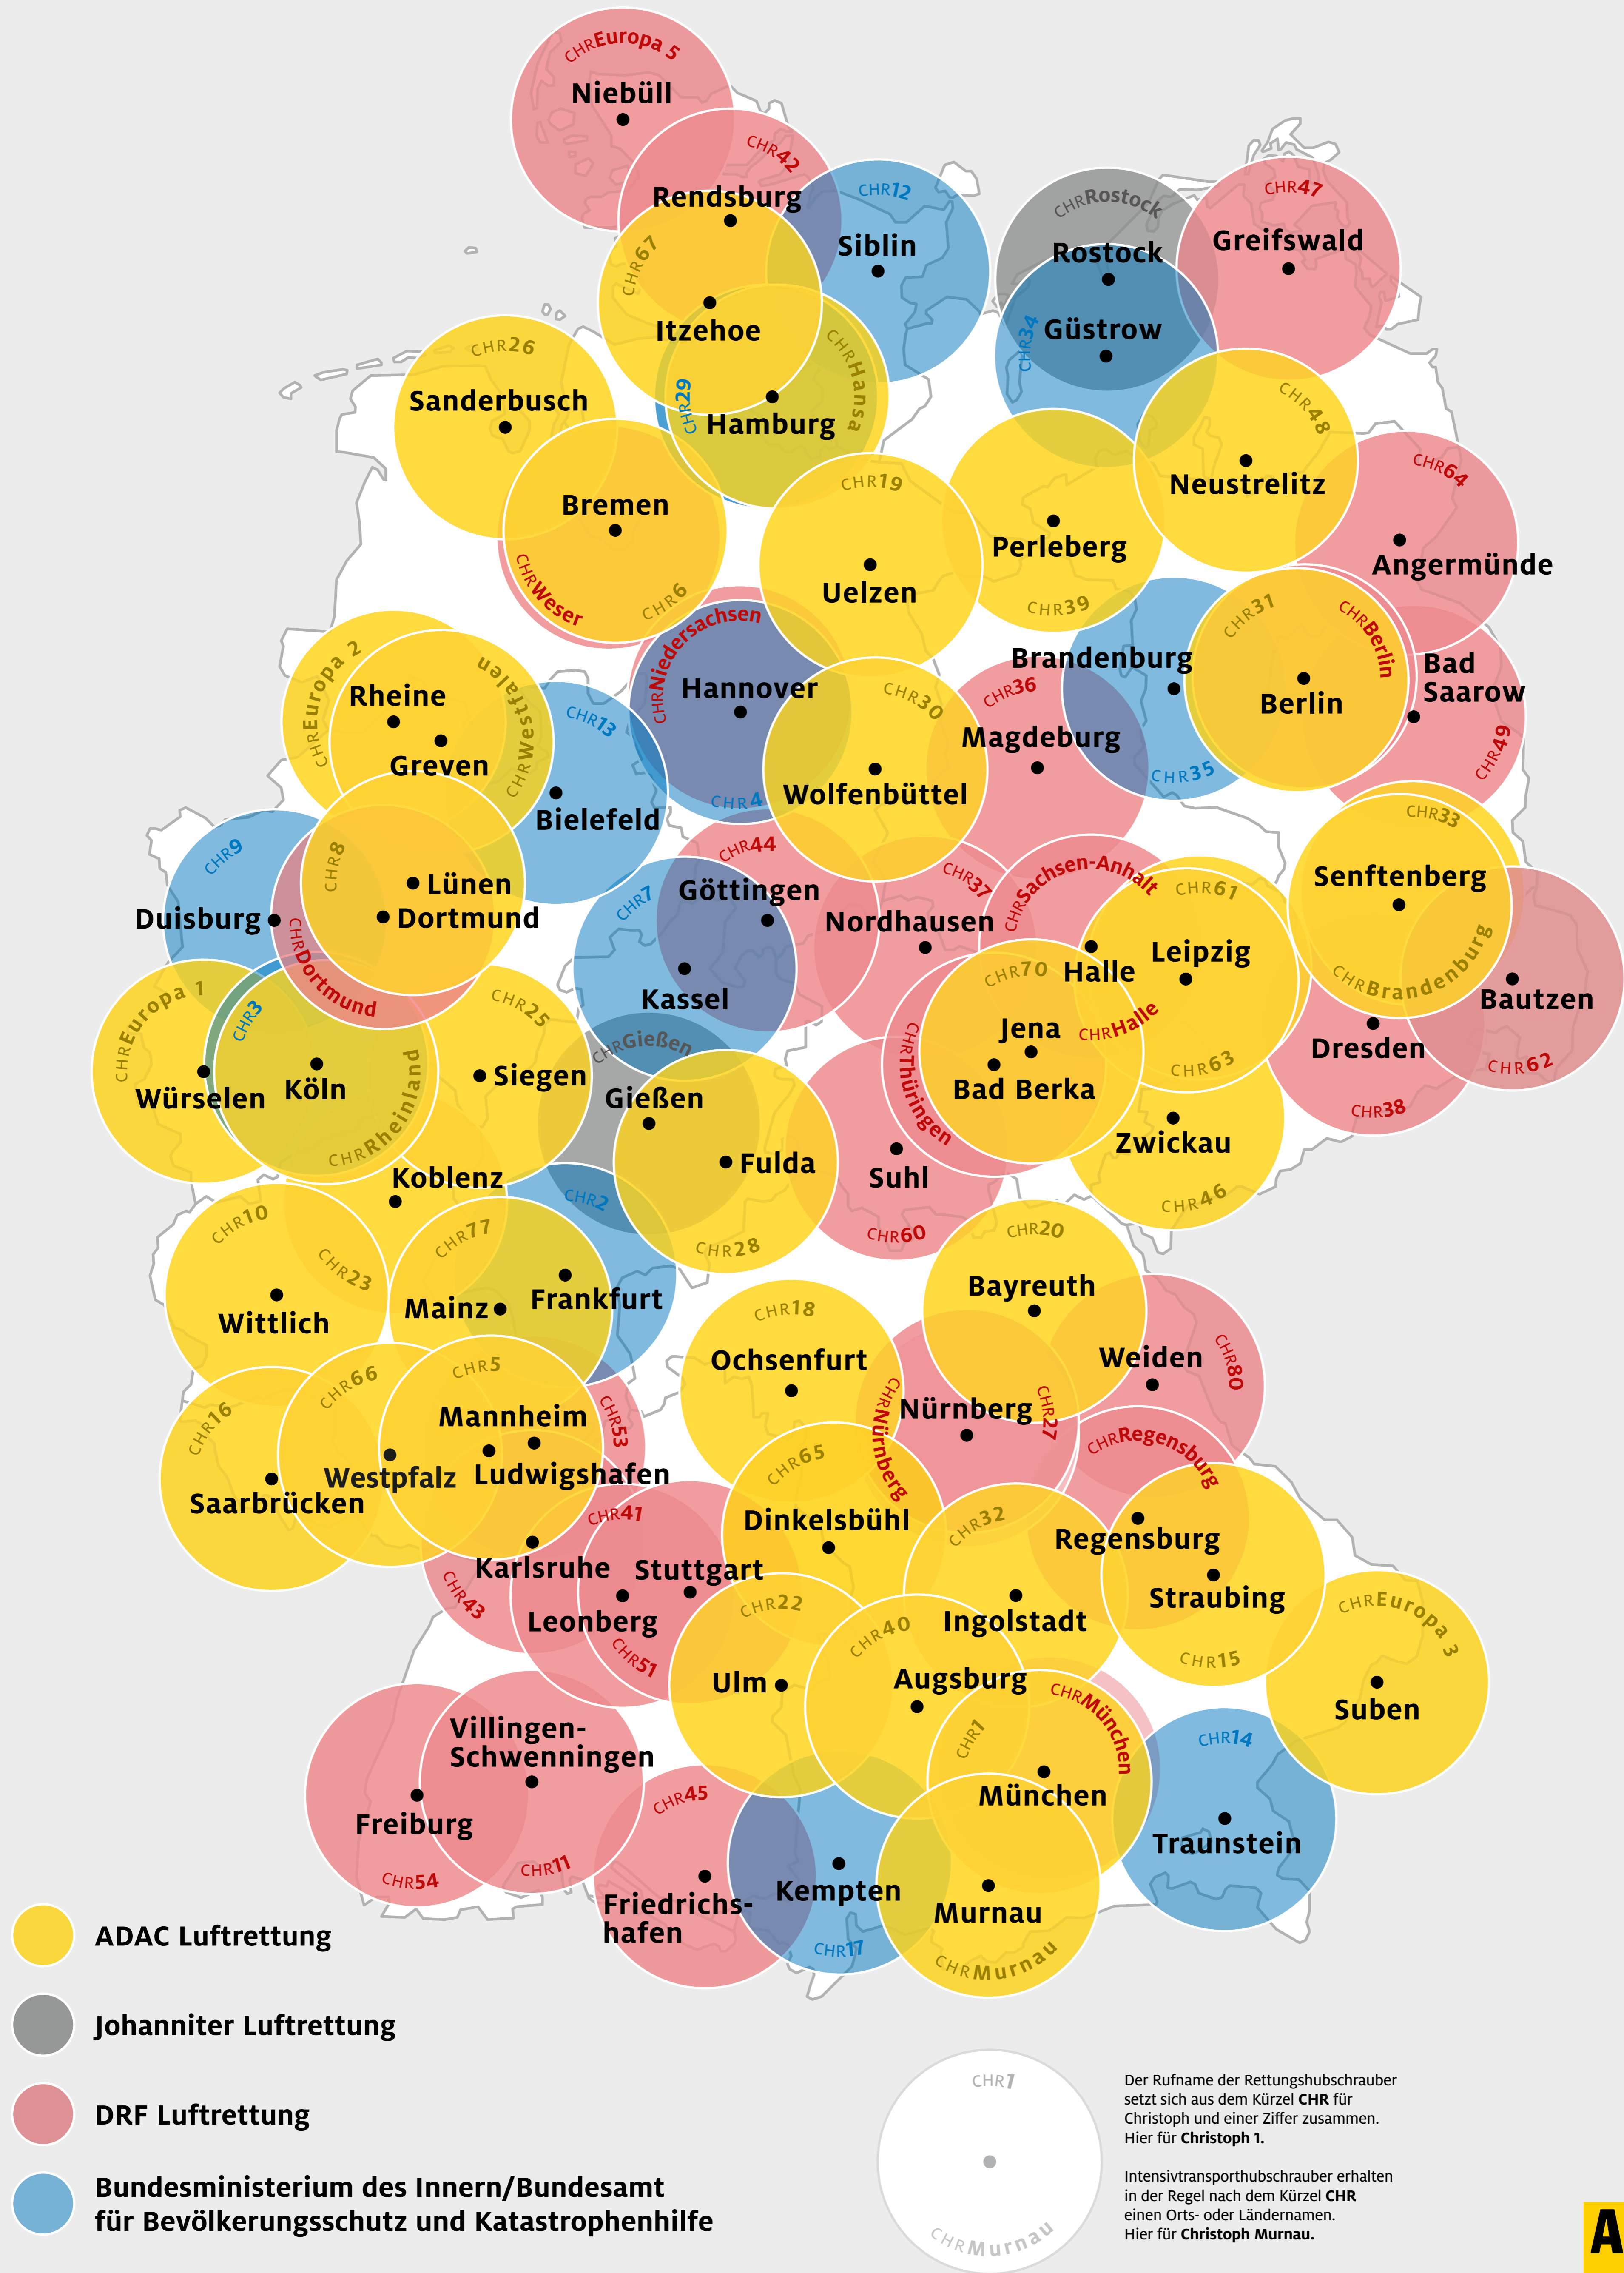 CHREuropa 5
Niebüll
CHR42
Rendsburg
CHR12
Siblin
CHRRostock
Rostock
CHR47
Greifswald
CHR67
Itzehoe
CHR34
Güstrow
CHR26
Sanderbusch
CHR29
CHRHansa
Hamburg
CHR48
Neustrelitz
CHR64
Angermünde
Bremen
CHRWeser
CHR6
CHR19
Uelzen
Perleberg
CHR39
CHRNiedersachsen
Hannover
CHR4
CHR31
CHRBerlin
Berlin
Brandenburg
CHR35
Bad
Saarow
CHR49
CHREuropa 2
Rheine
CHRWestfalen
Greven
CHR13
Bielefeld
CHR30
Wolfenbüttel
CHR36
Magdeburg
CHR33
Senftenberg
CHRBrandenburg
CHR9
Duisburg
CHR8
Lünen
Dortmund
CHRDortmund
CHR7
Kassel
CHR44
Göttingen
CHR37
Nordhausen
CHRSachsen-Anhalt
Halle
CHRHalle
CHR61
Leipzig
CHR63
Bautzen
CHR62
Dresden
CHR38
CHREuropa 1
Würselen
CHR3
Köln
CHRRheinland
CHR25
Siegen
CHRGießen
Gießen
CHR70
Jena
Bad Berka
CHRThüringen
Zwickau
CHR46
Fulda
CHR28
Suhl
CHR60
Koblenz
CHR23
CHR10
Wittlich
CHR77
Mainz
CHR2
Frankfurt
CHR18
Ochsenfurt
CHR20
Bayreuth
Weiden
CHR80
CHRNürnberg
Nürnberg
CHR27
CHR16
Saarbrücken
CHR66
Westpfalz
CHR5
Mannheim
Ludwigshafen
CHR53
CHR65
Dinkelsbühl
CHRRegensburg
Regensburg
CHR32
Ingolstadt
Straubing
CHR15
Karlsruhe
CHR43
CHR41
Stuttgart
Leonberg
CHR51
CHR22
Ulm
CHR40
Augsburg
CHREuropa 3
Suben
CHR1
CHRMünchen
München
CHR14
Traunstein
Villingen-
Schwenningen
CHR11
Freiburg
CHR54
CHR45
Friedrichs-
hafen
Kempten
CHR17
Murnau
CHRMurnau
ADAC Luftrettung
Johanniter Luftrettung
DRF Luftrettung
Bundesministerium des Innern/Bundesamt
für Bevölkerungsschutz und Katastrophenhilfe
CHR1
CHRMurnau
Der Rufname der Rettungshubschrauber
setzt sich aus dem Kürzel CHR für
Christoph und einer Ziffer zusammen.
Hier für Christoph 1.
Intensivtransporthubschrauber erhalten
in der Regel nach dem Kürzel CHR
einen Orts- oder Ländernamen.
Hier für Christoph Murnau.
A